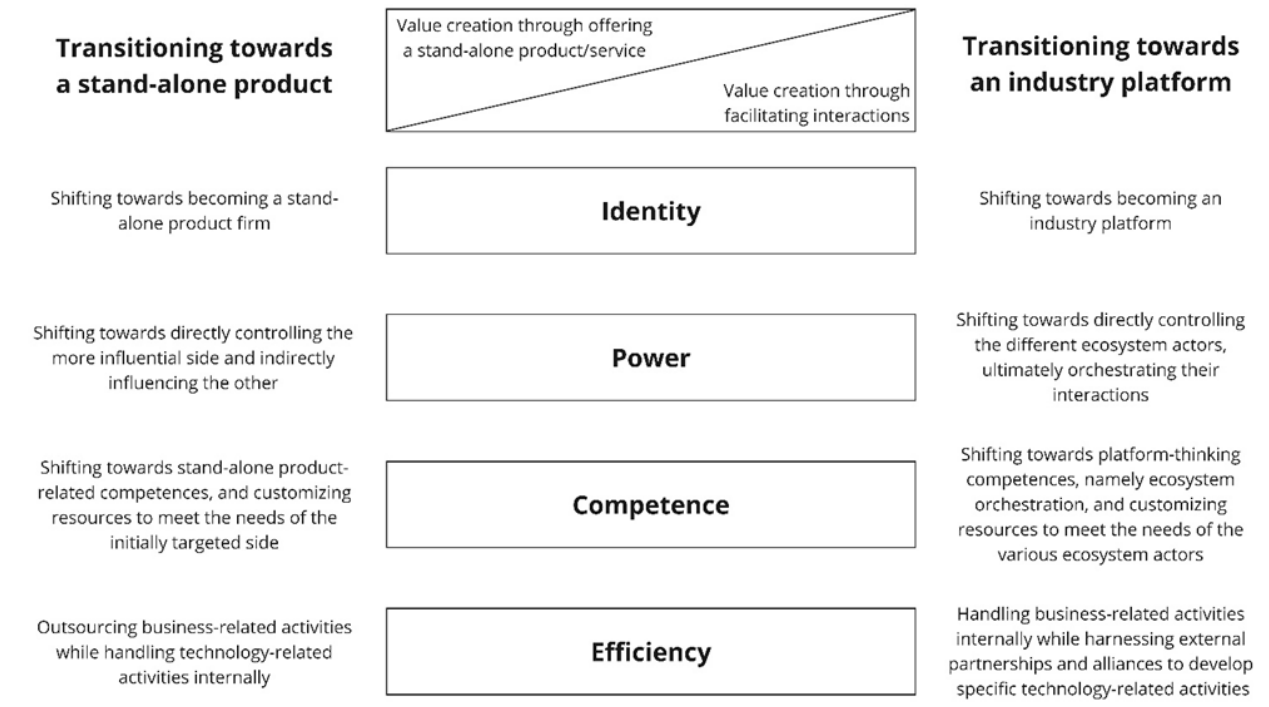 Transitioning towards
a stand-alone product
Value creation through offering
a stand-alone product/service
Value creation through
facilitating interactions
Transitioning towards
an industry platform
Shifting towards becoming a stand-
alone product firm
Identity
Shifting towards becoming an
industry platform
Shifting towards directly controlling the
more influential side and indirectly
influencing the other
Power
Shifting towards directly controlling
the different ecosystem actors,
ultimately orchestrating their
interactions
Shifting towards stand-alone product-
related competences, and customizing
resources to meet the needs of the
initially targeted side
Competence
Shifting towards platform-thinking
competences, namely ecosystem
orchestration, and customizing
resources to meet the needs of the
various ecosystem actors
Outsourcing business-related activities
while handling technology-related
activities internally
Efficiency
Handling business-related activities
internally while harnessing external
partnerships and alliances to develop
specific technology-related activities